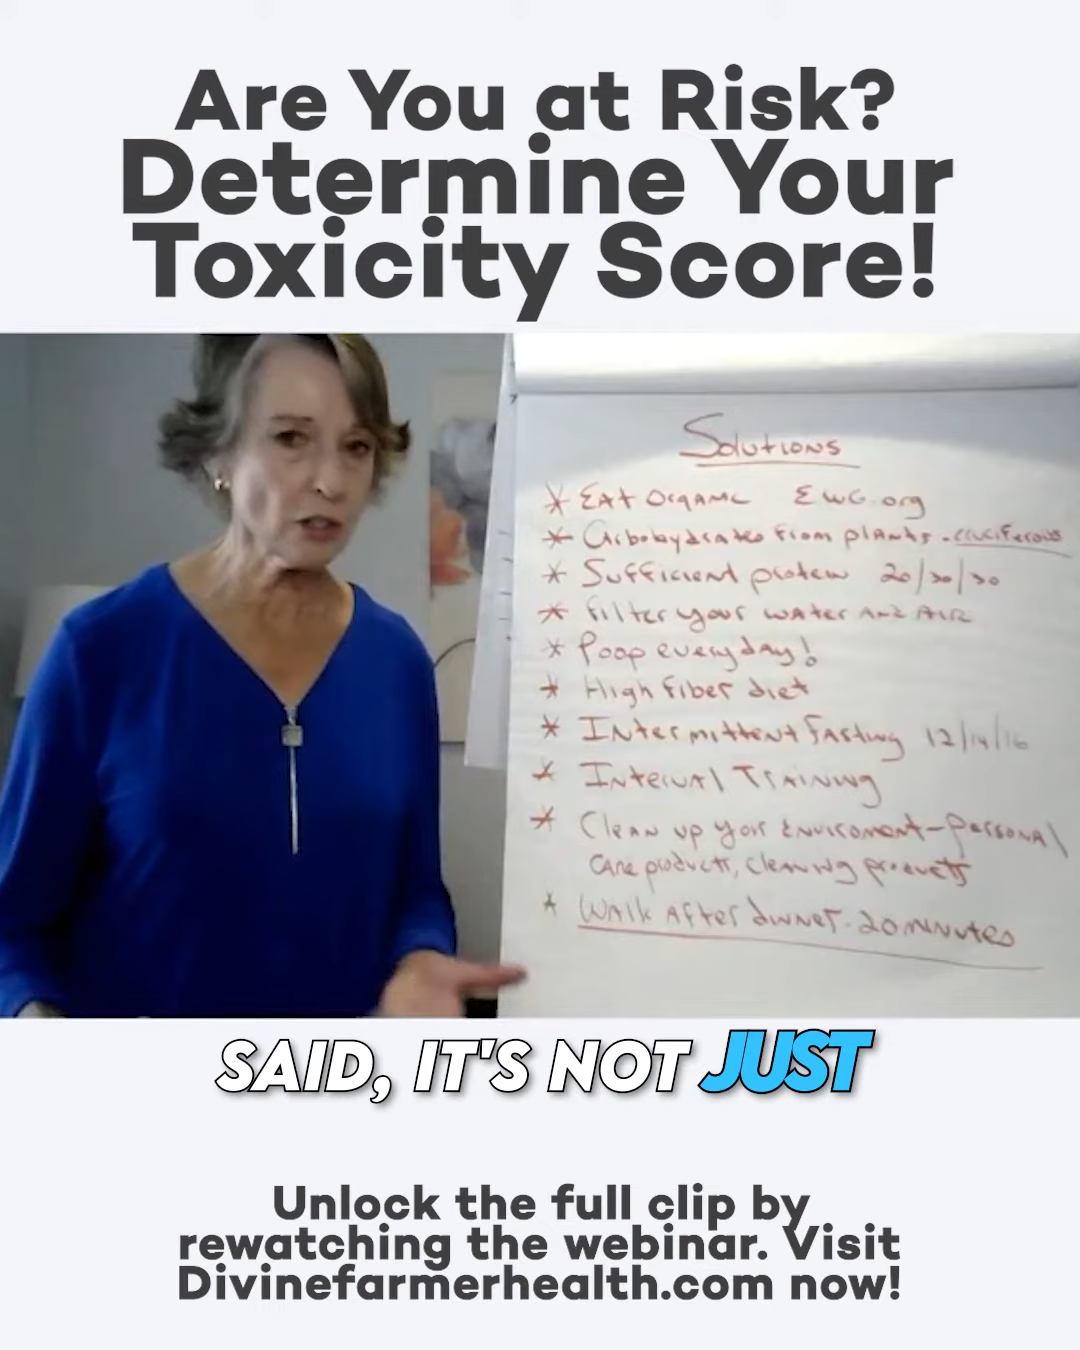 Are You at Risk?
Determine Your
Toxicity Score!
Solutions
* EAT OrgANIC EWG.org
* Carbohydrates from plants - cruciferous
* Sufficient protein 20/30/30
* Filter your water AND AIR
* Poop everyday!
* High fiber diet
* Intermittent Fasting 12/14/16
* Interval Training
* Clean up your Enviroment - Personal
Care products, cleaning products
* Walk After dinner - 20 minutes
SAID, IT'S NOT JUST
Unlock the full clip by
rewatching the webinar. Visit
Divinefarmerhealth.com now!